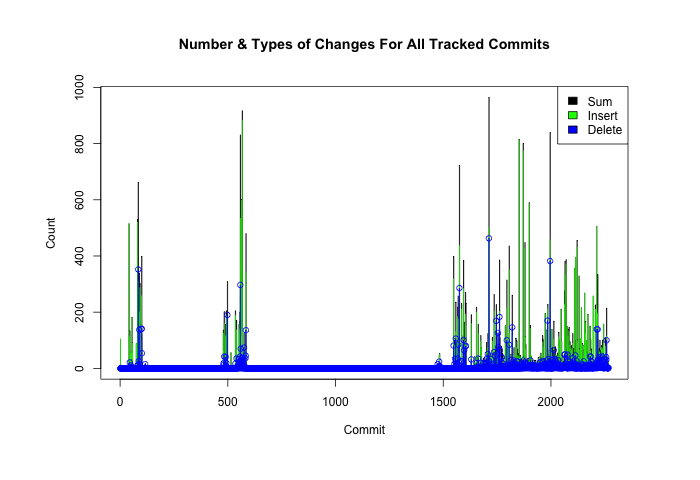 Number & Types of Changes For All Tracked Commits
Sum
Insert
Delete
Count
1000
800
600
400
200
0
0 500 1000 1500 2000
Commit